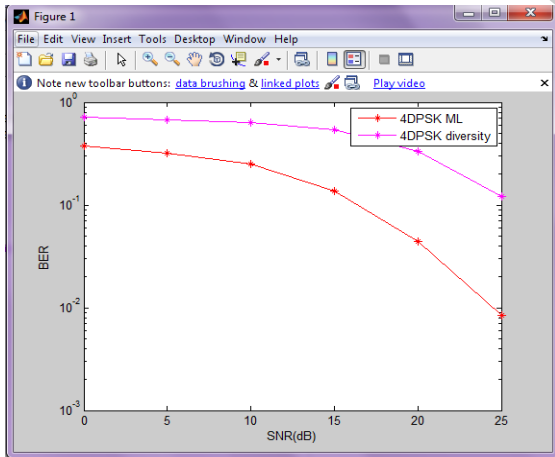 Figure 1
File Edit View Insert Tools Desktop Window Help
Note new toolbar buttons: data brushing & linked plots Play video
10^0
10^-1
10^-2
10^-3
BER
4DPSK ML
4DPSK diversity
0 5 10 15 20 25
SNR(dB)